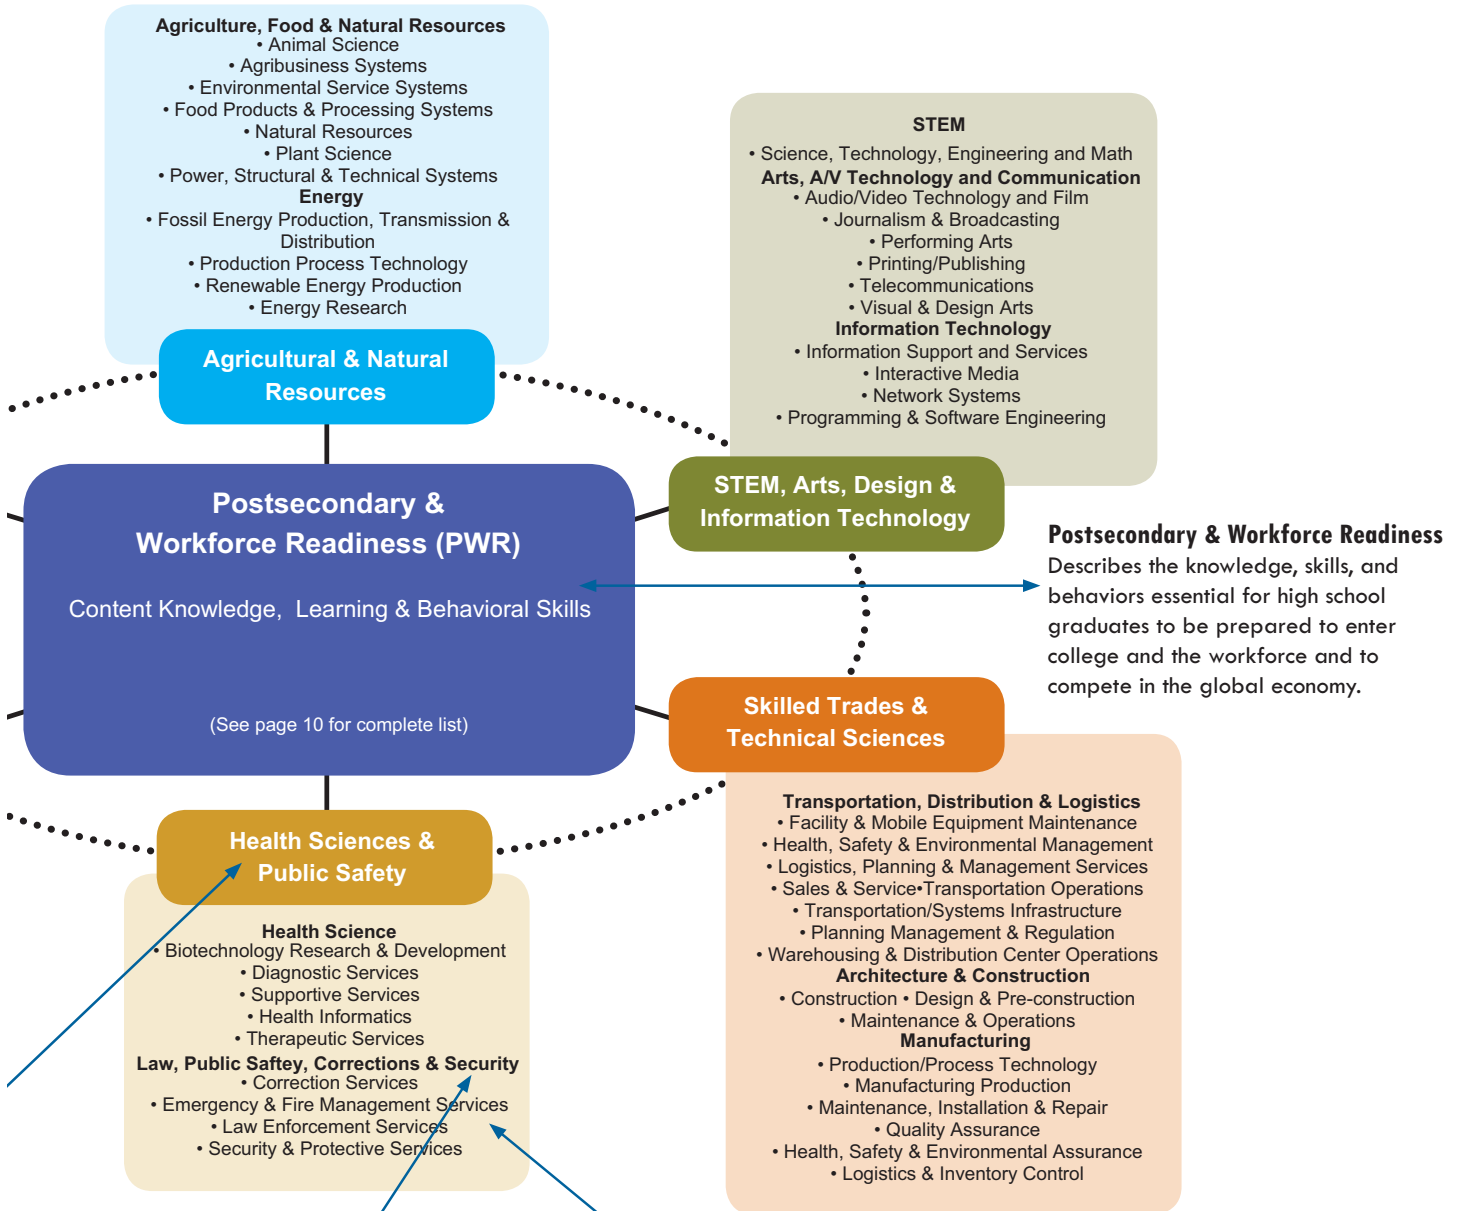 Agriculture, Food & Natural Resources
• Animal Science
• Agribusiness Systems
• Environmental Service Systems
• Food Products & Processing Systems
• Natural Resources
• Plant Science
• Power, Structural & Technical Systems
Energy
• Fossil Energy Production, Transmission &
Distribution
• Production Process Technology
• Renewable Energy Production
• Energy Research
Agricultural & Natural
Resources
STEM
• Science, Technology, Engineering and Math
Arts, A/V Technology and Communication
• Audio/Video Technology and Film
• Journalism & Broadcasting
• Performing Arts
• Printing/Publishing
• Telecommunications
• Visual & Design Arts
Information Technology
• Information Support and Services
• Interactive Media
• Network Systems
• Programming & Software Engineering
STEM, Arts, Design &
Information Technology
Postsecondary &
Workforce Readiness (PWR)
Content Knowledge, Learning & Behavioral Skills
(See page 10 for complete list)
Postsecondary & Workforce Readiness
Describes the knowledge, skills, and
behaviors essential for high school
graduates to be prepared to enter
college and the workforce and to
compete in the global economy.
Skilled Trades &
Technical Sciences
Transportation, Distribution & Logistics
• Facility & Mobile Equipment Maintenance
• Health, Safety & Environmental Management
• Logistics, Planning & Management Services
• Sales & Service•Transportation Operations
• Transportation/Systems Infrastructure
• Planning Management & Regulation
• Warehousing & Distribution Center Operations
Architecture & Construction
• Construction • Design & Pre-construction
• Maintenance & Operations
Manufacturing
• Production/Process Technology
• Manufacturing Production
• Maintenance, Installation & Repair
• Quality Assurance
• Health, Safety & Environmental Assurance
• Logistics & Inventory Control
Health Sciences &
Public Safety
Health Science
• Biotechnology Research & Development
• Diagnostic Services
• Supportive Services
• Health Informatics
• Therapeutic Services
Law, Public Saftey, Corrections & Security
• Correction Services
• Emergency & Fire Management Services
• Law Enforcement Services
• Security & Protective Services